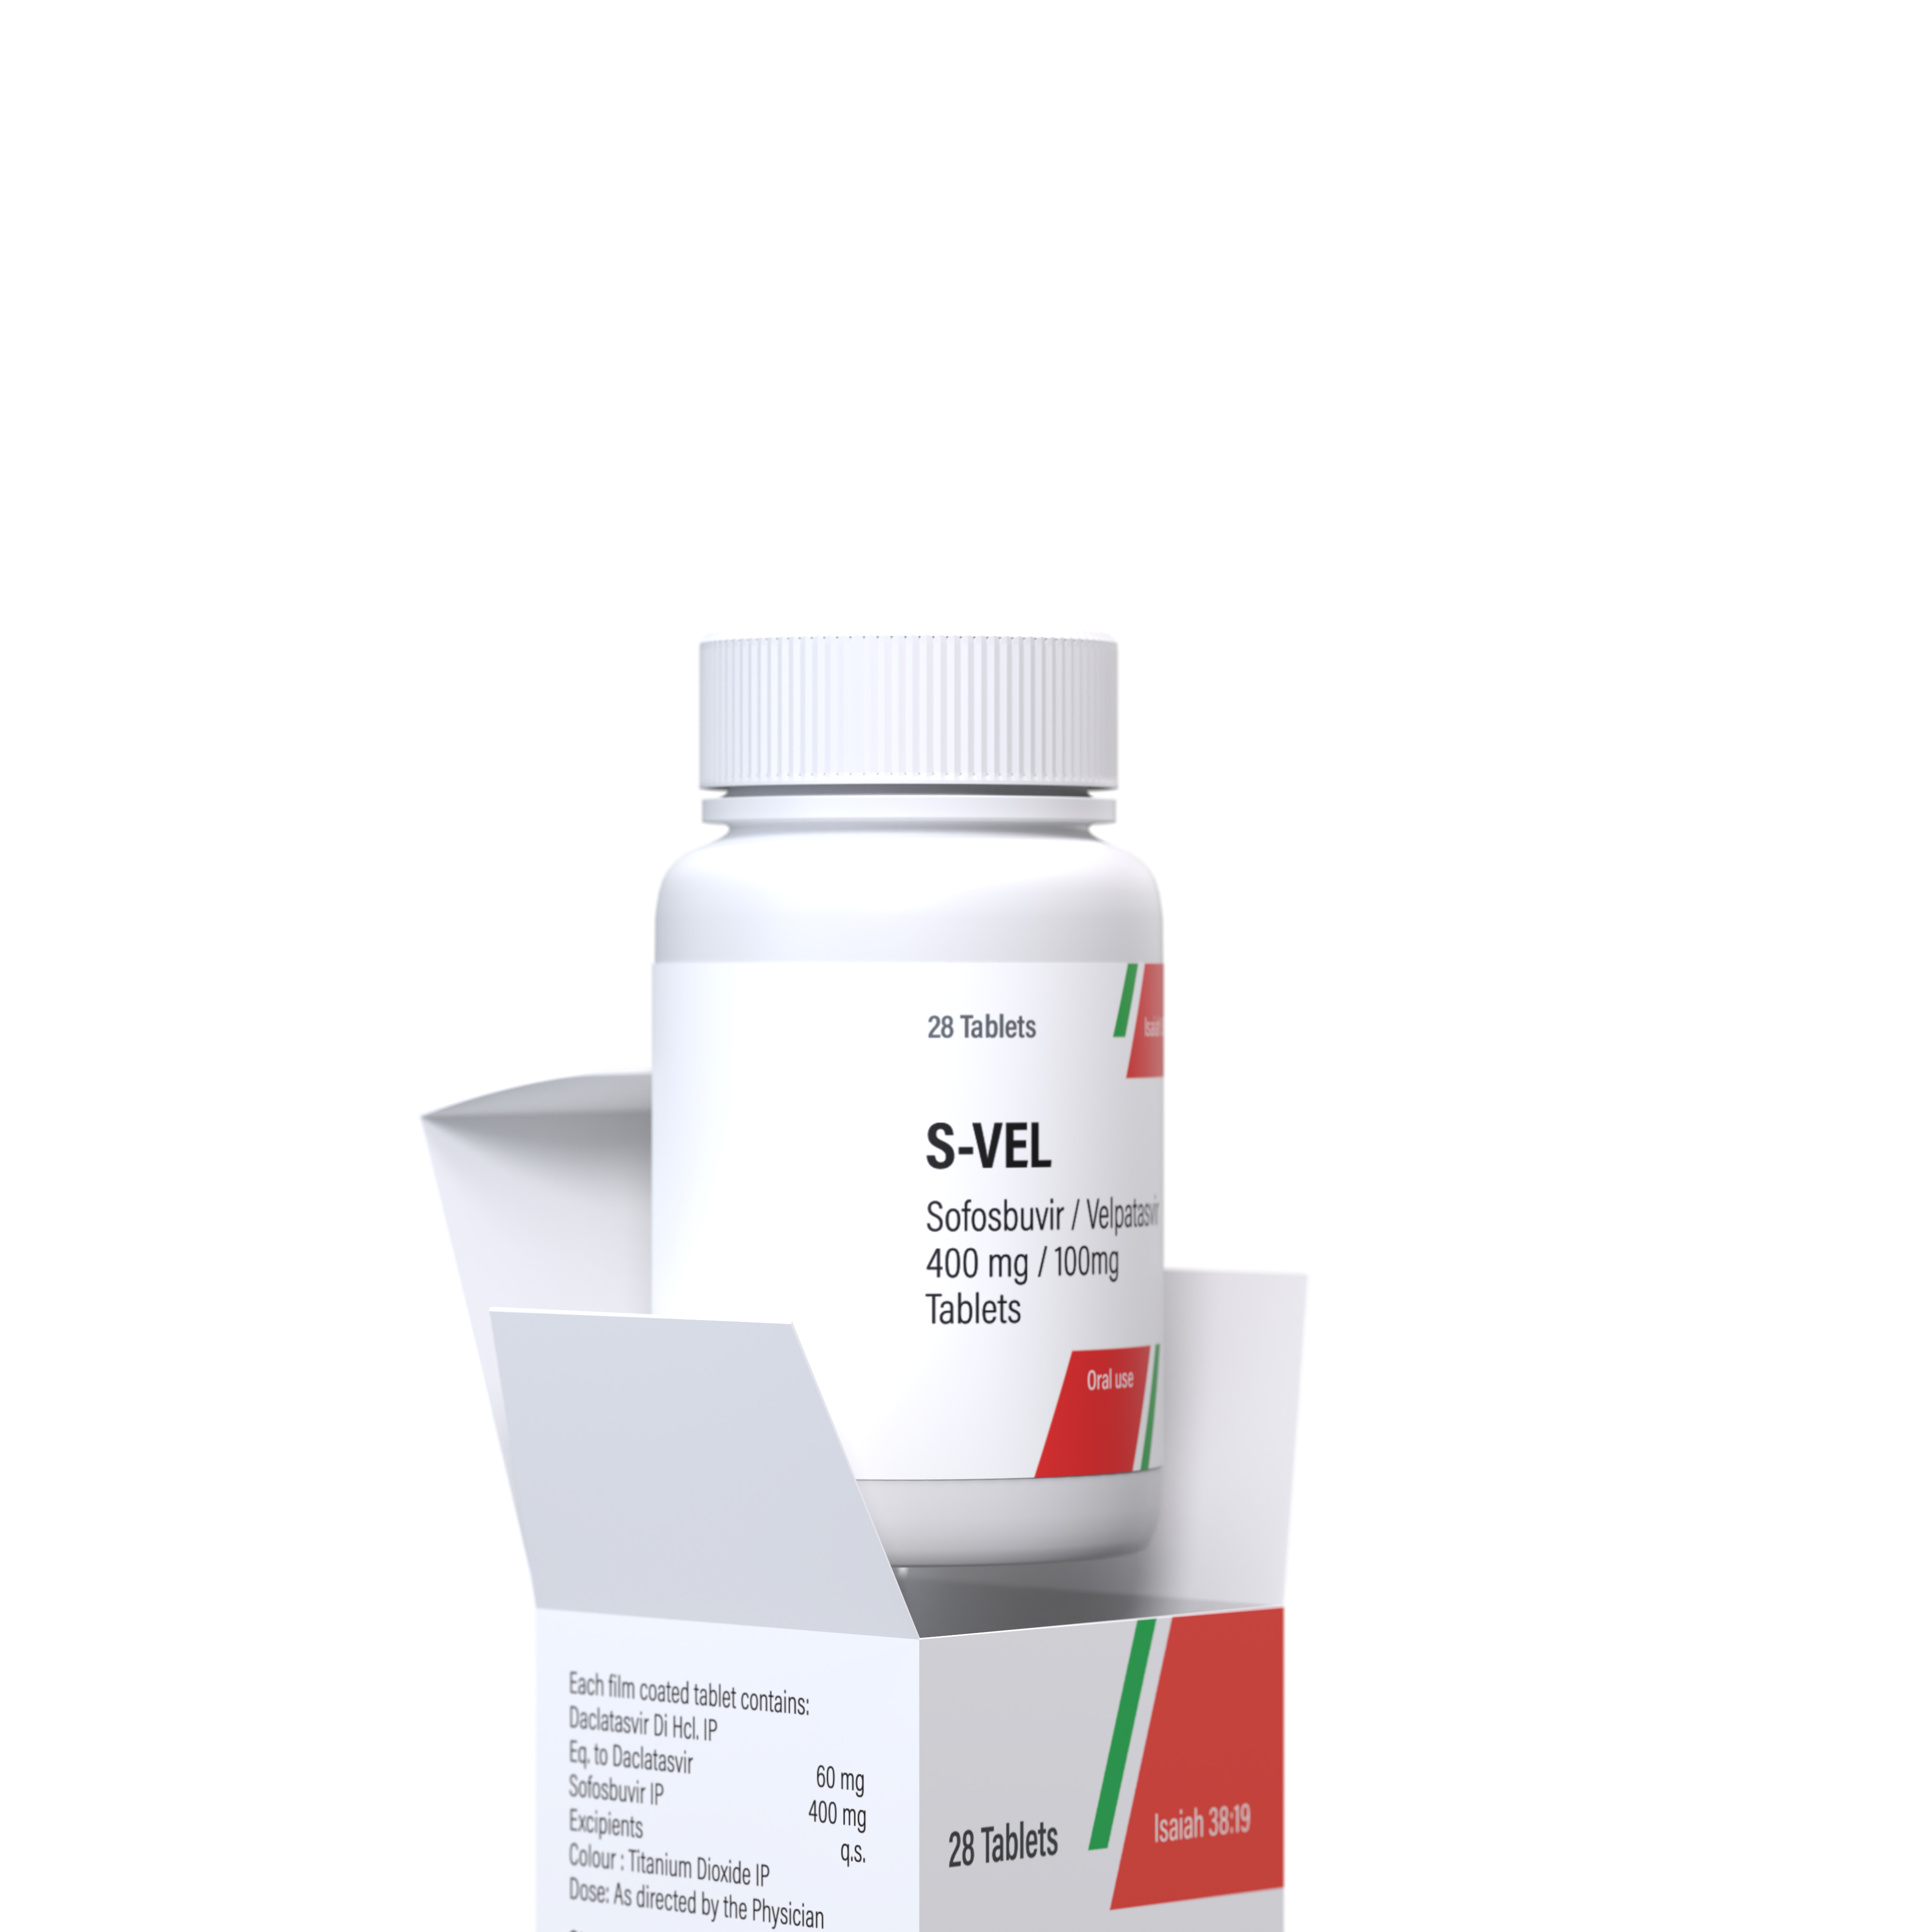 28 Tablets
Isaiah
S-VEL
Sofosbuvir / Velpatasvir
400 mg / 100mg
Tablets
Oral use
Each film coated tablet contains:
Daclatasvir Di Hcl. IP
Eq. to Daclatasvir 60 mg
Sofosbuvir IP 400 mg
Excipients q.s.
Colour : Titanium Dioxide IP
Dose: As directed by the Physician
28 Tablets
Isaiah 38:19